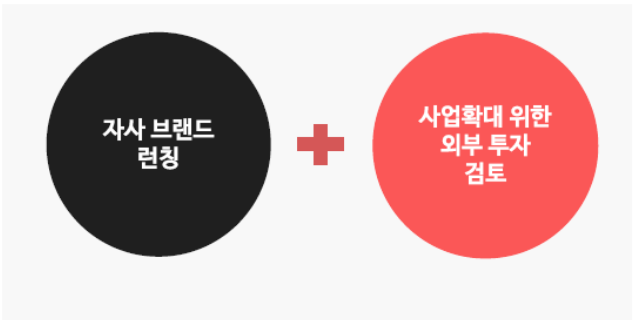 자사 브랜드
런칭
사업확대 위한
외부 투자
검토